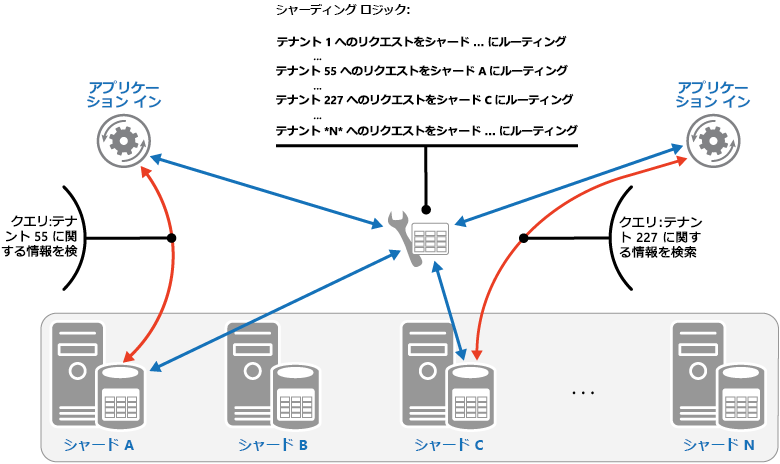 シャーディング ロジック:
テナント 1 へのリクエストをシャード ... にルーティング
...
テナント 55 へのリクエストをシャード A にルーティング
...
テナント 227 へのリクエストをシャード C にルーティング
...
テナント *N* へのリクエストをシャード ... にルーティング
アプリケー
ション イン
アプリケー
ション イン
クエリ:テナ
ント 55 に関
する情報を検
クエリ:テナン
ト 227 に関す
る情報を検索
...
シャード A
シャード B
シャード C
シャード N